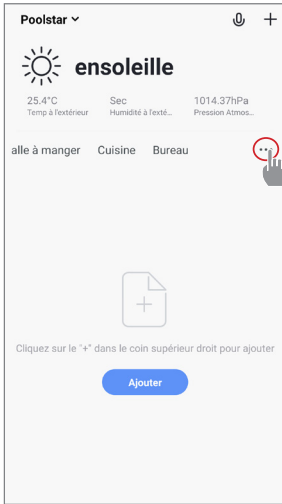 Poolstar
ensoleille
25.4°C Sec 1014.37hPa
Temp à l'extérieur Humidité à l'exté... Pression Atmos...
alle à manger Cuisine Bureau ...
Cliquez sur le "+" dans le coin supérieur droit pour ajouter
Ajouter